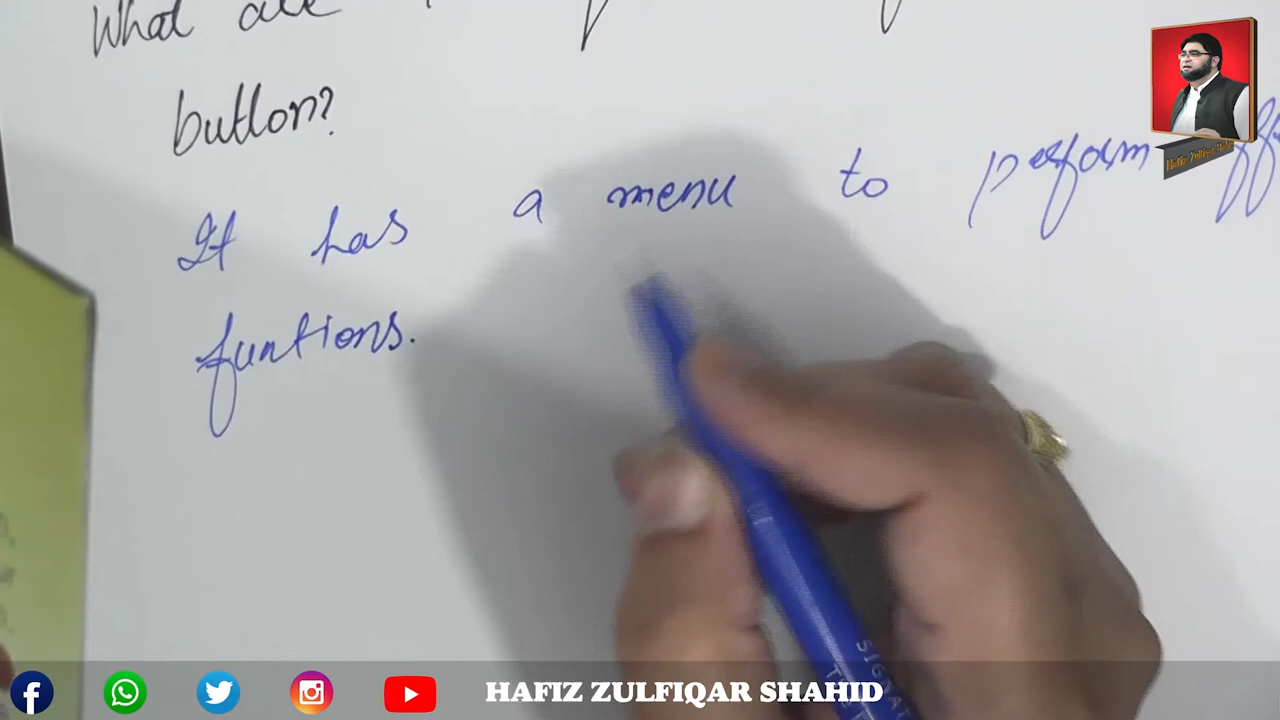 What are
button?
It has a menu to perform
funtions.
HAFIZ ZULFIQAR SHAHID